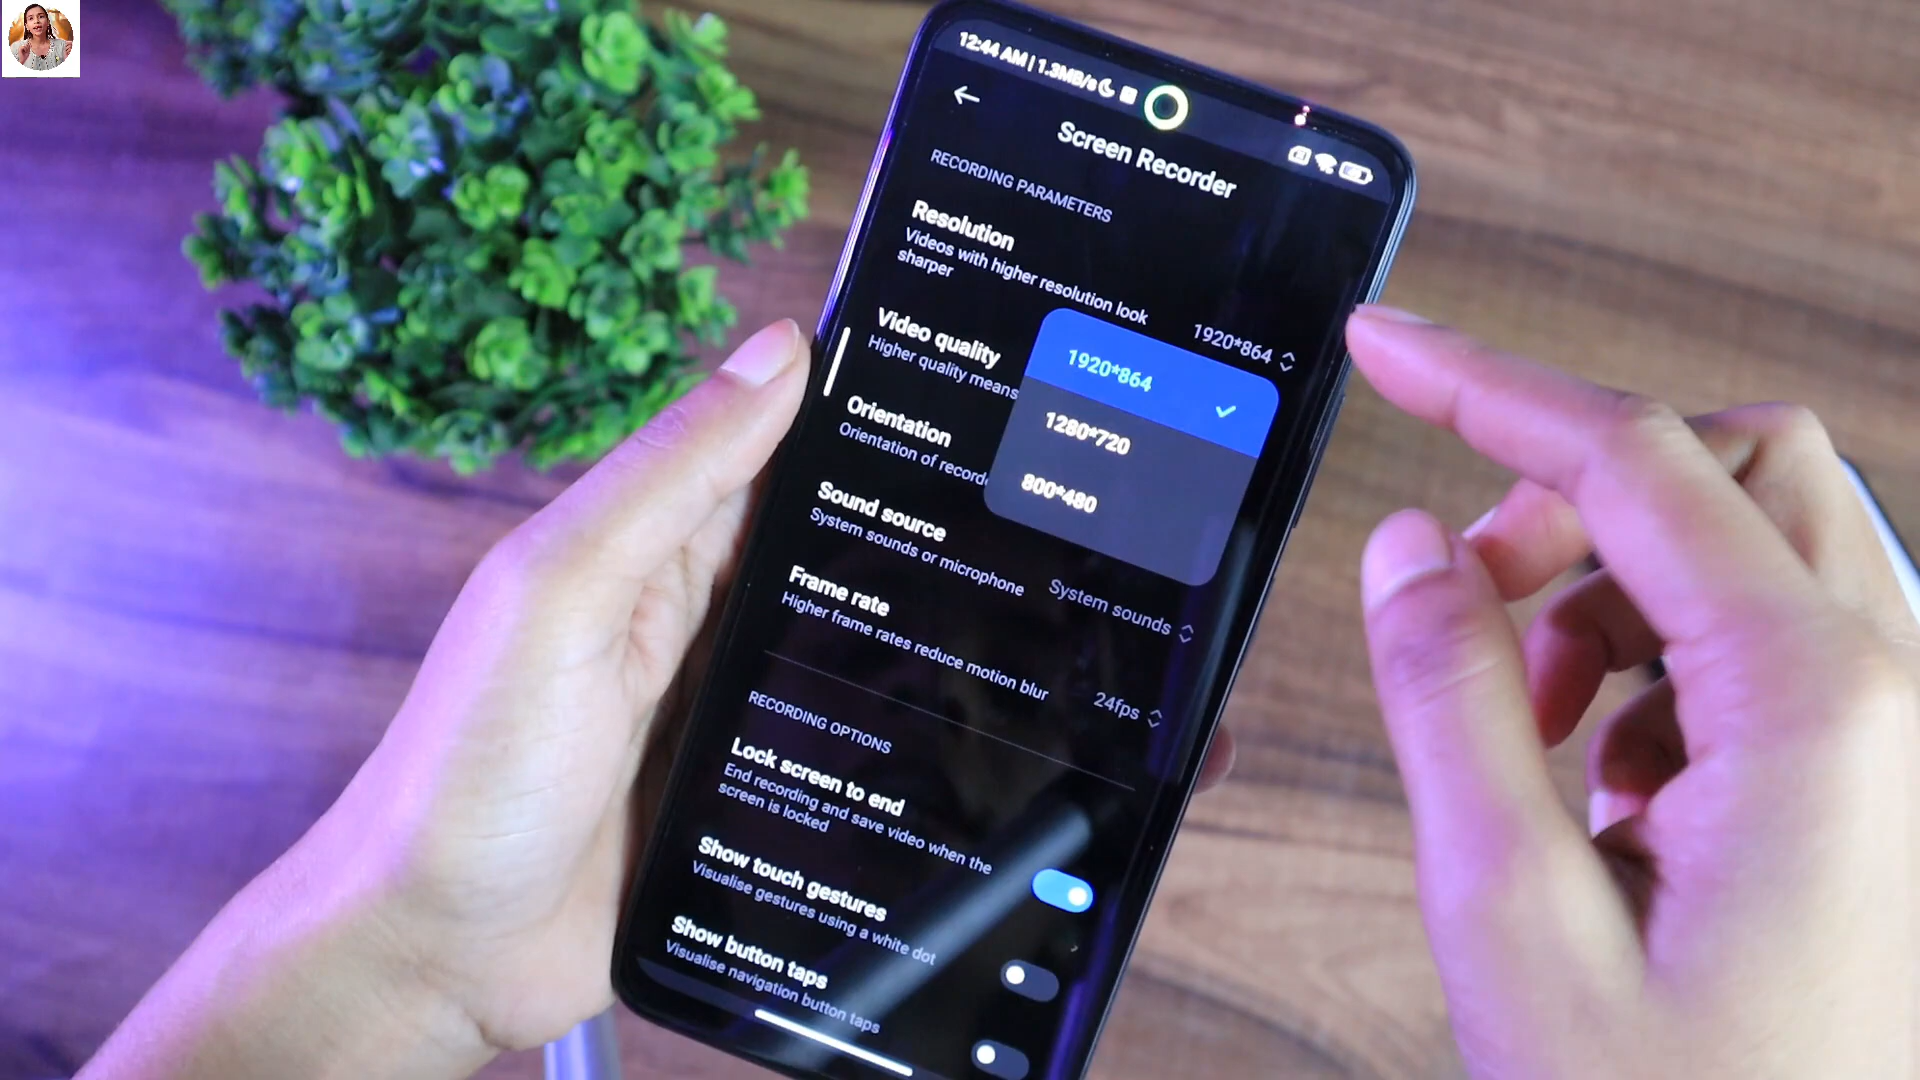 12:44 AM | 1.3MB/s
Screen Recorder
RECORDING PARAMETERS
Resolution
Videos with higher resolution look
sharper
1920*864
Video quality
Higher quality means
1920*864
1280*720
800*480
Orientation
Orientation of recorde
Sound source
System sounds or microphone
System sounds
Frame rate
Higher frame rates reduce motion blur
24fps
RECORDING OPTIONS
Lock screen to end
End recording and save video when the
screen is locked
Show touch gestures
Visualise gestures using a white dot
Show button taps
Visualise navigation button taps